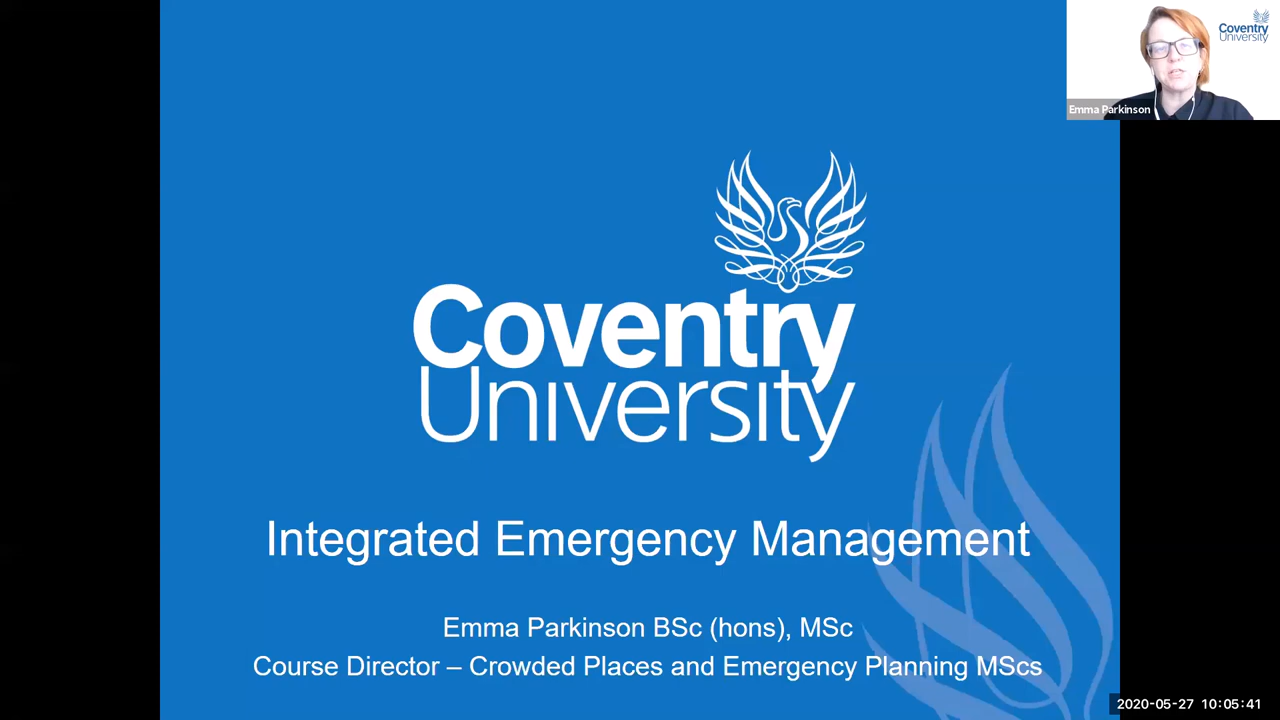 Coventry
University
Emma Parkinson
Coventry
University
Integrated Emergency Management
Emma Parkinson BSc (hons), MSc
Course Director – Crowded Places and Emergency Planning MScs
2020-05-27 10:05:41